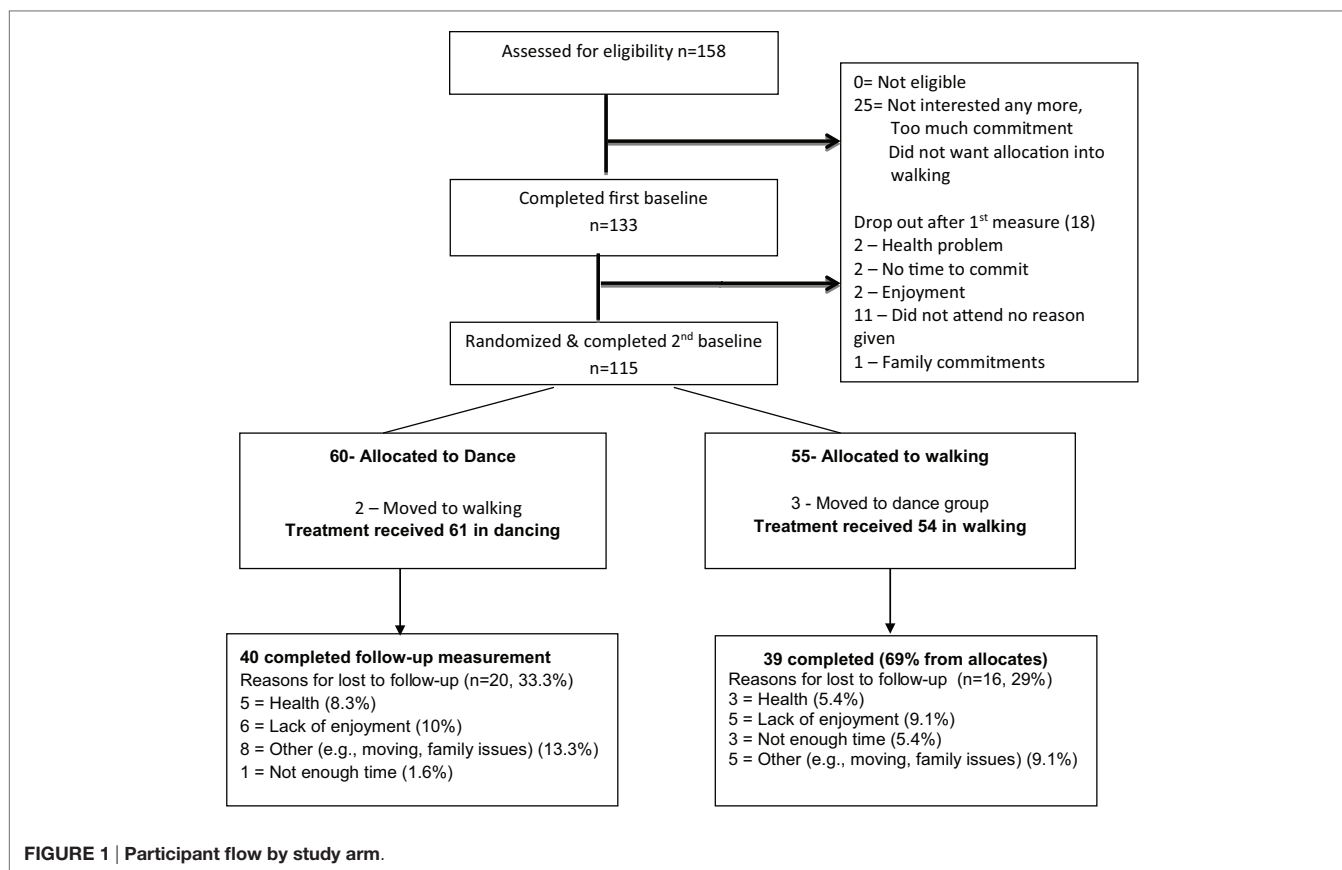 Assessed for eligibility n=158
0= Not eligible
25= Not interested any more,
Too much commitment
Did not want allocation into
walking
Completed first baseline
n=133
Drop out after 1st measure (18)
2 – Health problem
2 – No time to commit
2 – Enjoyment
11 – Did not attend no reason
given
1 – Family commitments
Randomized & completed 2nd baseline
n=115
60- Allocated to Dance
2 – Moved to walking
Treatment received 61 in dancing
55- Allocated to walking
3 - Moved to dance group
Treatment received 54 in walking
40 completed follow-up measurement
Reasons for lost to follow-up (n=20, 33.3%)
5 = Health (8.3%)
6 = Lack of enjoyment (10%)
8 = Other (e.g., moving, family issues) (13.3%)
1 = Not enough time (1.6%)
39 completed (69% from allocates)
Reasons for lost to follow-up (n=16, 29%)
3 = Health (5.4%)
5 = Lack of enjoyment (9.1%)
3 = Not enough time (5.4%)
5 = Other (e.g., moving, family issues) (9.1%)
FIGURE 1 | Participant flow by study arm.